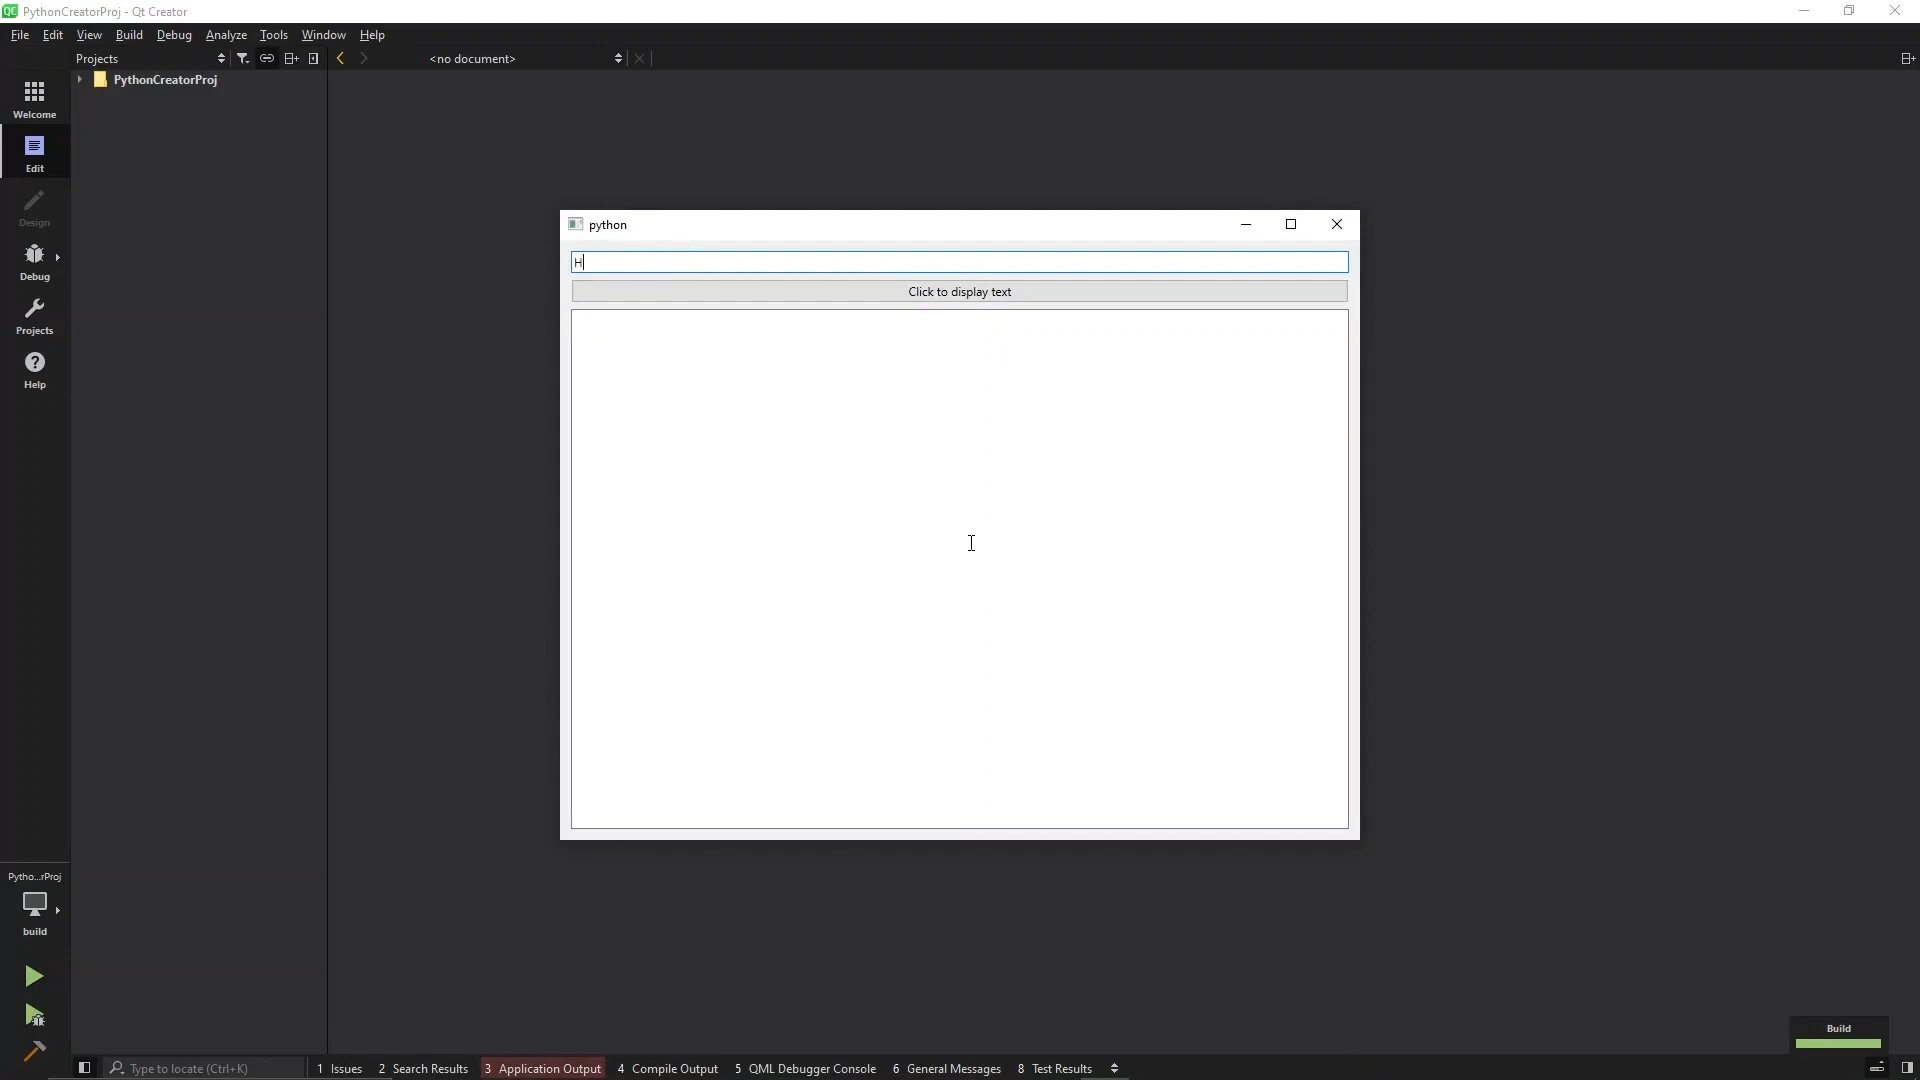 PythonCreatorProj - Qt Creator
File Edit View Build Debug Analyze Tools Window Help
Projects
<no document>
PythonCreatorProj
Welcome
Edit
Design
Debug
Projects
Help
python
H
Click to display text
Pytho...rProj
build
Build
Type to locate (Ctrl+K) 1 Issues 2 Search Results 3 Application Output 4 Compile Output 5 QML Debugger Console 6 General Messages 8 Test Results